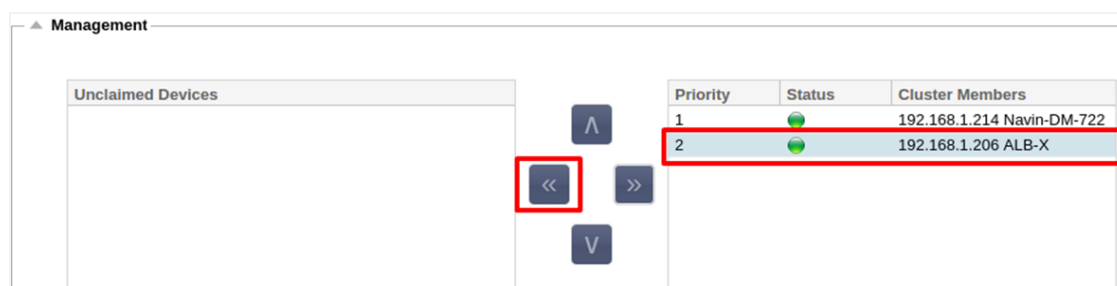 Management
Unclaimed Devices
Priority Status Cluster Members
1 192.168.1.214 Navin-DM-722
2 192.168.1.206 ALB-X